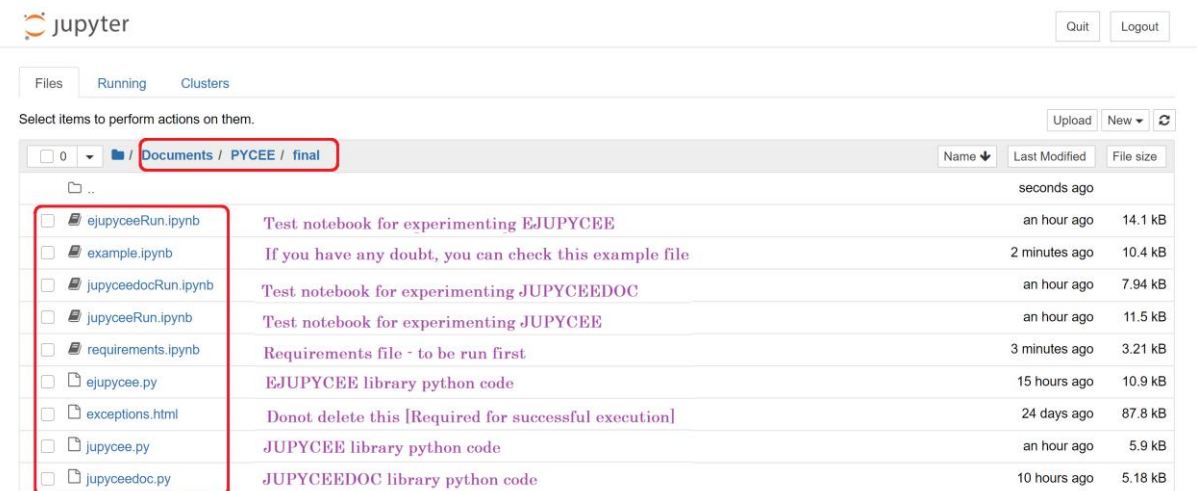 jupyter Quit Logout
Files Running Clusters
Select items to perform actions on them. Upload New
0 / Documents / PYCEE / final Name Last Modified File size
.. seconds ago
ejupyceeRun.ipynb Test notebook for experimenting EJUPYCEE an hour ago 14.1 kB
example.ipynb If you have any doubt, you can check this example file 2 minutes ago 10.4 kB
jupyceedocRun.ipynb Test notebook for experimenting JUPYCEEDOC an hour ago 7.94 kB
jupyceeRun.ipynb Test notebook for experimenting JUPYCEE an hour ago 11.5 kB
requirements.ipynb Requirements file - to be run first 3 minutes ago 3.21 kB
ejupycee.py EJUPYCEE library python code 15 hours ago 10.9 kB
exceptions.html Donot delete this [Required for successful execution] 24 days ago 87.8 kB
jupycee.py JUPYCEE library python code an hour ago 5.9 kB
jupyceedoc.py JUPYCEEDOC library python code 10 hours ago 5.18 kB